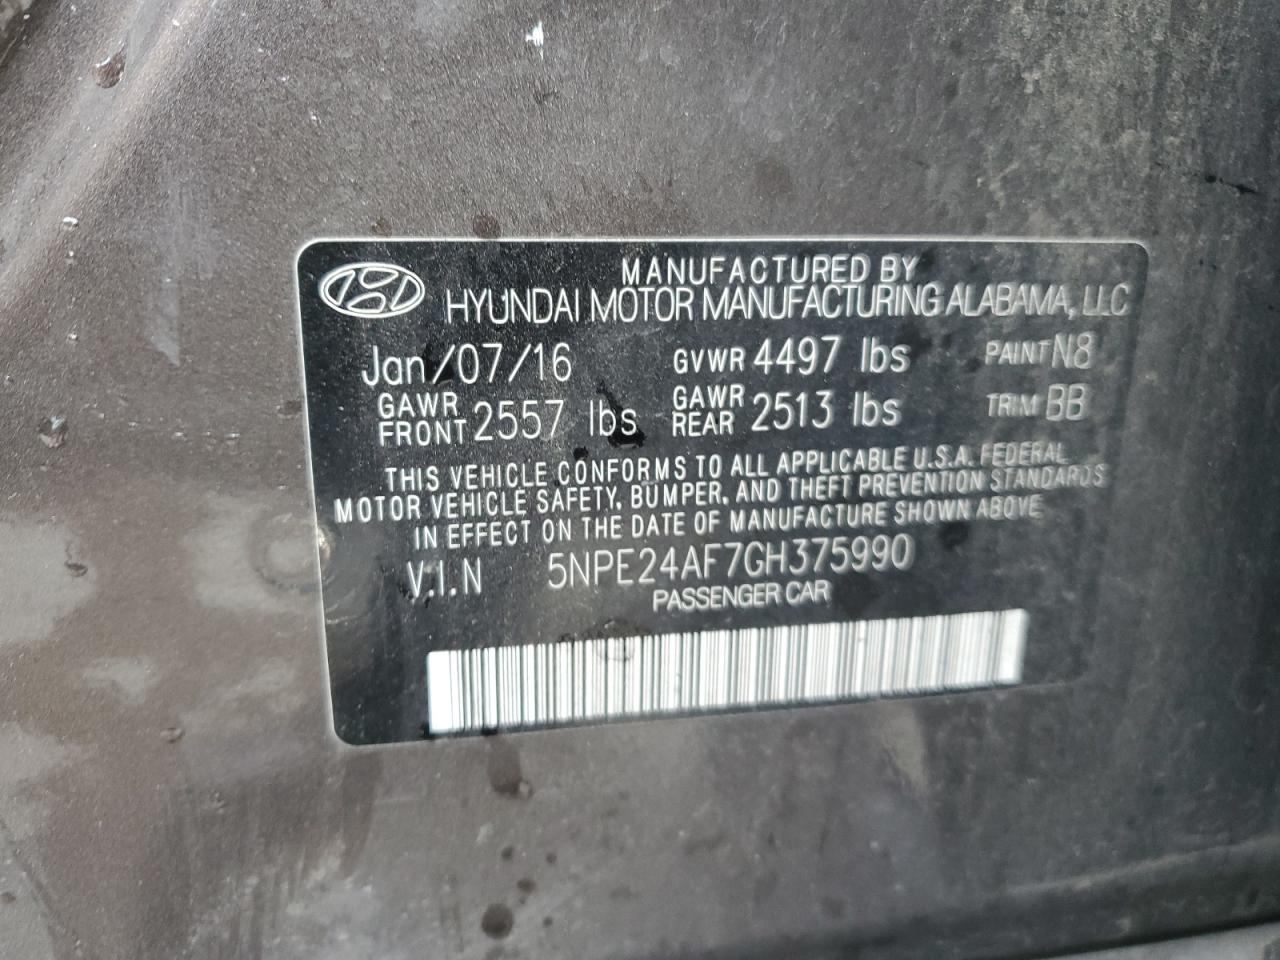 MANUFACTURED BY
HYUNDAI MOTOR MANUFACTURING ALABAMA, LLC
Jan/07/16 GVWR 4497 lbs PAINT N8
GAWR FRONT 2557 lbs GAWR REAR 2513 lbs TRIM BB
THIS VEHICLE CONFORMS TO ALL APPLICABLE U.S.A. FEDERAL
MOTOR VEHICLE SAFETY, BUMPER, AND THEFT PREVENTION STANDARDS
IN EFFECT ON THE DATE OF MANUFACTURE SHOWN ABOVE
V.I.N 5NPE24AF7GH375990
PASSENGER CAR